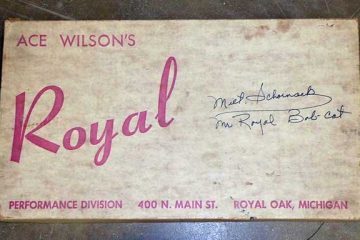 ACE WILSON'S
Royal
Milt Schornack
Mr Royal Bob-cat
PERFORMANCE DIVISION 400 N. MAIN ST. ROYAL OAK, MICHIGAN